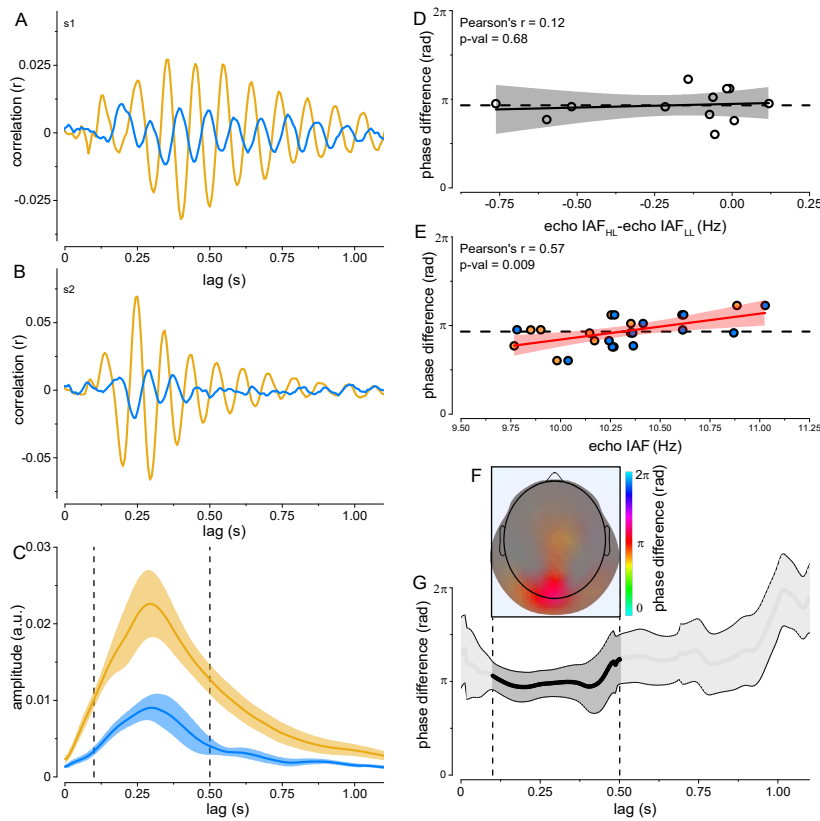 A
s1
correlation (r)
0.025
0
-0.025
0
0.25
0.50
0.75
1.00
lag (s)
B
s2
correlation (r)
0.05
0
-0.05
0
0.25
0.50
0.75
1.00
lag (s)
C
amplitude (a.u.)
0.03
0.02
0.01
0
0
0.25
0.50
0.75
1.00
lag (s)
D
Pearson's r = 0.12
p-val = 0.68
phase difference (rad)
2π
π
0
-0.75
-0.50
-0.25
0.00
0.25
echo IAF_HL-echo IAF_LL (Hz)
E
Pearson's r = 0.57
p-val = 0.009
phase difference (rad)
2π
π
0
9.50
9.75
10.00
10.25
10.50
10.75
11.00
11.25
echo IAF (Hz)
F
2π
π
0
phase difference (rad)
G
phase difference (rad)
2π
π
0
0
0.25
0.50
0.75
1.00
lag (s)